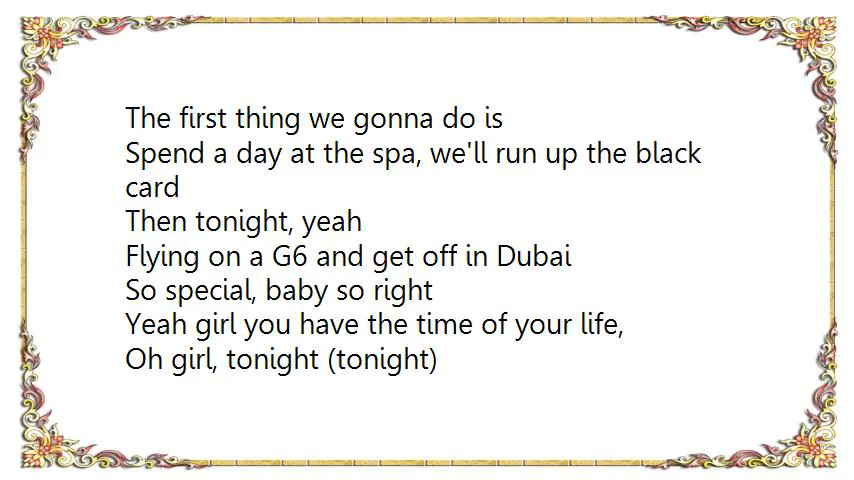 The first thing we gonna do is
Spend a day at the spa, we'll run up the black
card
Then tonight, yeah
Flying on a G6 and get off in Dubai
So special, baby so right
Yeah girl you have the time of your life,
Oh girl, tonight (tonight)